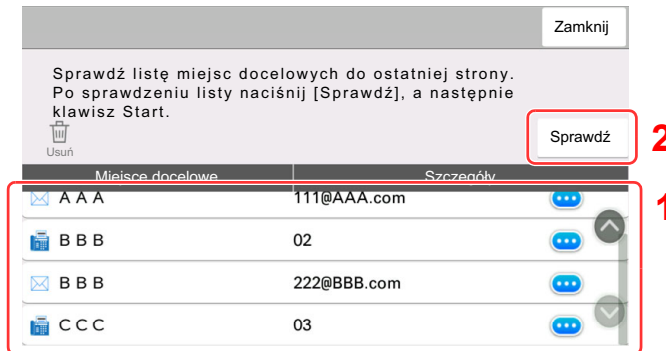 Zamknij
Sprawdź listę miejsc docelowych do ostatniej strony.
Po sprawdzeniu listy naciśnij [Sprawdź], a następnie
klawisz Start.
Usuń
Sprawdź
2
Miejsce docelowe Szczegóły
1
A A A 111@AAA.com
B B B 02
B B B 222@BBB.com
C C C 03